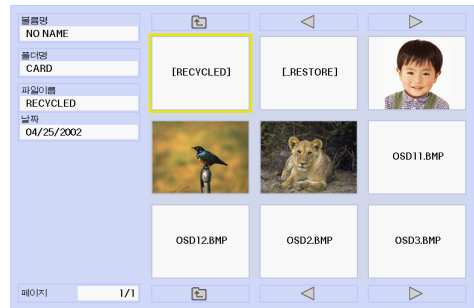 볼륨명
NO NAME
폴더명
CARD
파일이름
RECYCLED
날짜
04/25/2002
페이지 1/1
[RECYCLED]
[_RESTORE]
OSD11.BMP
OSD12.BMP
OSD2.BMP
OSD3.BMP